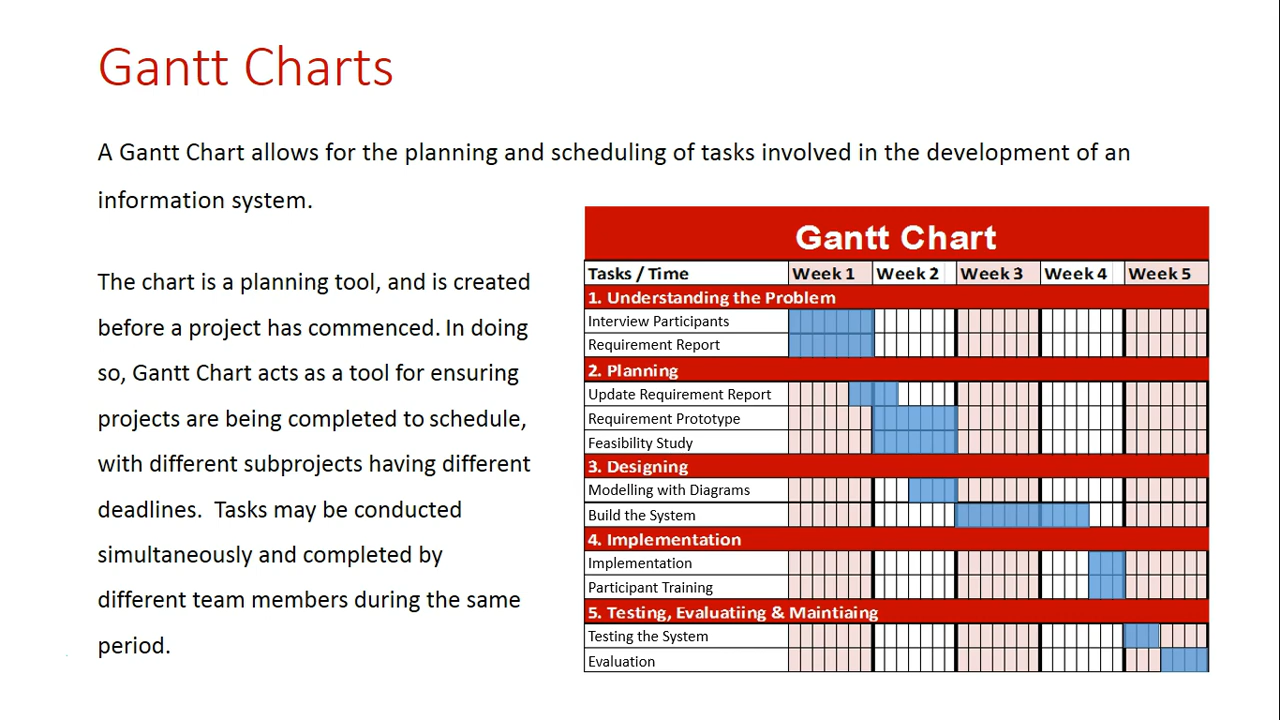 Gantt Charts
A Gantt Chart allows for the planning and scheduling of tasks involved in the development of an
information system.
The chart is a planning tool, and is created
before a project has commenced. In doing
so, Gantt Chart acts as a tool for ensuring
projects are being completed to schedule,
with different subprojects having different
deadlines. Tasks may be conducted
simultaneously and completed by
different team members during the same
period.
Gantt Chart
Tasks / Time Week 1 Week 2 Week 3 Week 4 Week 5
1. Understanding the Problem
Interview Participants
Requirement Report
2. Planning
Update Requirement Report
Requirement Prototype
Feasibility Study
3. Designing
Modelling with Diagrams
Build the System
4. Implementation
Implementation
Participant Training
5. Testing, Evaluatiing & Maintiaing
Testing the System
Evaluation